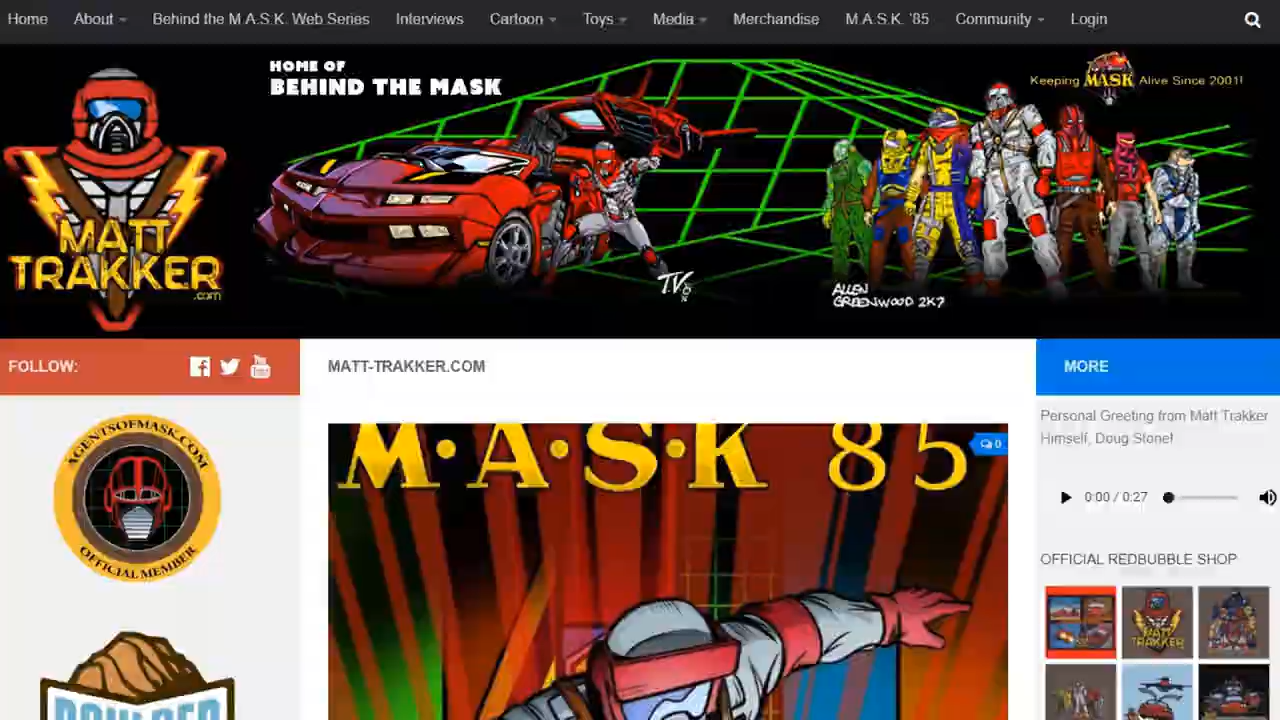 Home About Behind the M.A.S.K. Web Series Interviews Cartoon Toys Media Merchandise M.A.S.K. '85 Community Login
HOME OF
BEHIND THE MASK
Keeping MASK Alive Since 2001!
MATT
TRAKKER
.com
ALLEN
GREENWOOD 2K7
FOLLOW:
MATT-TRAKKER.COM
MORE
AGENTSOFMASK.COM
OFFICIAL MEMBER
M•A•S•K 85
0
Personal Greeting from Matt Trakker
Himself, Doug Stone!
0:00 / 0:27
OFFICIAL REDBUBBLE SHOP
MATT
TRAKKER
BOULDER